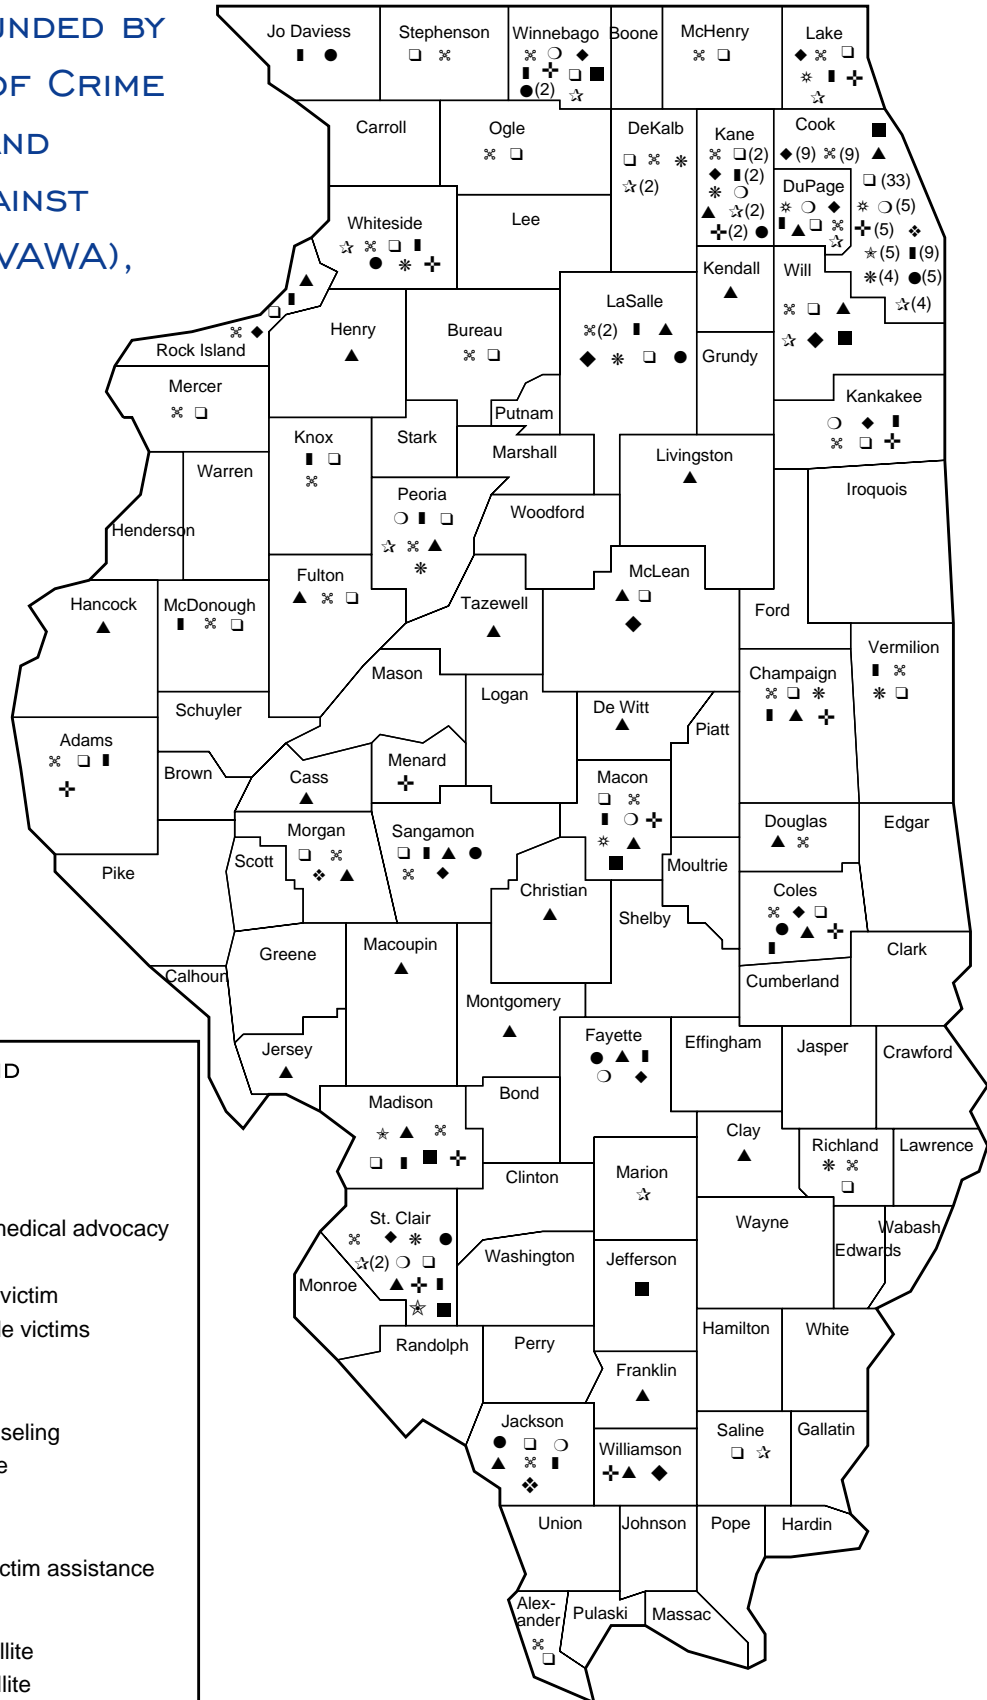 UNDED BY
OF CRIME
AND
AINST
VAWA),
Jo Daviess
Stephenson
Winnebago
Boone
McHenry
Lake
(2)
Carroll
Ogle
DeKalb
(2)
Kane
(2)
(2)
(2)
(2)
Cook
(9) (9)
DuPage
(33)
(5)
(5)
(5) (9)
(4) (5)
(4)
Whiteside
Lee
Kendall
Will
LaSalle
(2)
Rock Island
Henry
Bureau
Grundy
Mercer
Putnam
Kankakee
Knox
Stark
Marshall
Livingston
Warren
Peoria
Woodford
Iroquois
Henderson
Fulton
McLean
Hancock
McDonough
Tazewell
Ford
Vermilion
Mason
Logan
Champaign
Schuyler
De Witt
Piatt
Adams
Brown
Cass
Menard
Macon
Morgan
Sangamon
Douglas
Edgar
Scott
Pike
Christian
Moultrie
Shelby
Coles
Greene
Macoupin
Clark
Calhoun
Cumberland
Montgomery
Jersey
Fayette
Effingham
Jasper
Crawford
Madison
Bond
Clay
Richland
Lawrence
Clinton
Marion
St. Clair
(2)
Wayne
Wabash
Edwards
Washington
Jefferson
Monroe
Randolph
Perry
Hamilton
White
Franklin
Jackson
Williamson
Saline
Gallatin
Union
Johnson
Pope
Hardin
Alex-
ander
Pulaski
Massac
ND
medical advocacy
victim
le victims
seling
e
ctim assistance
llite
llite